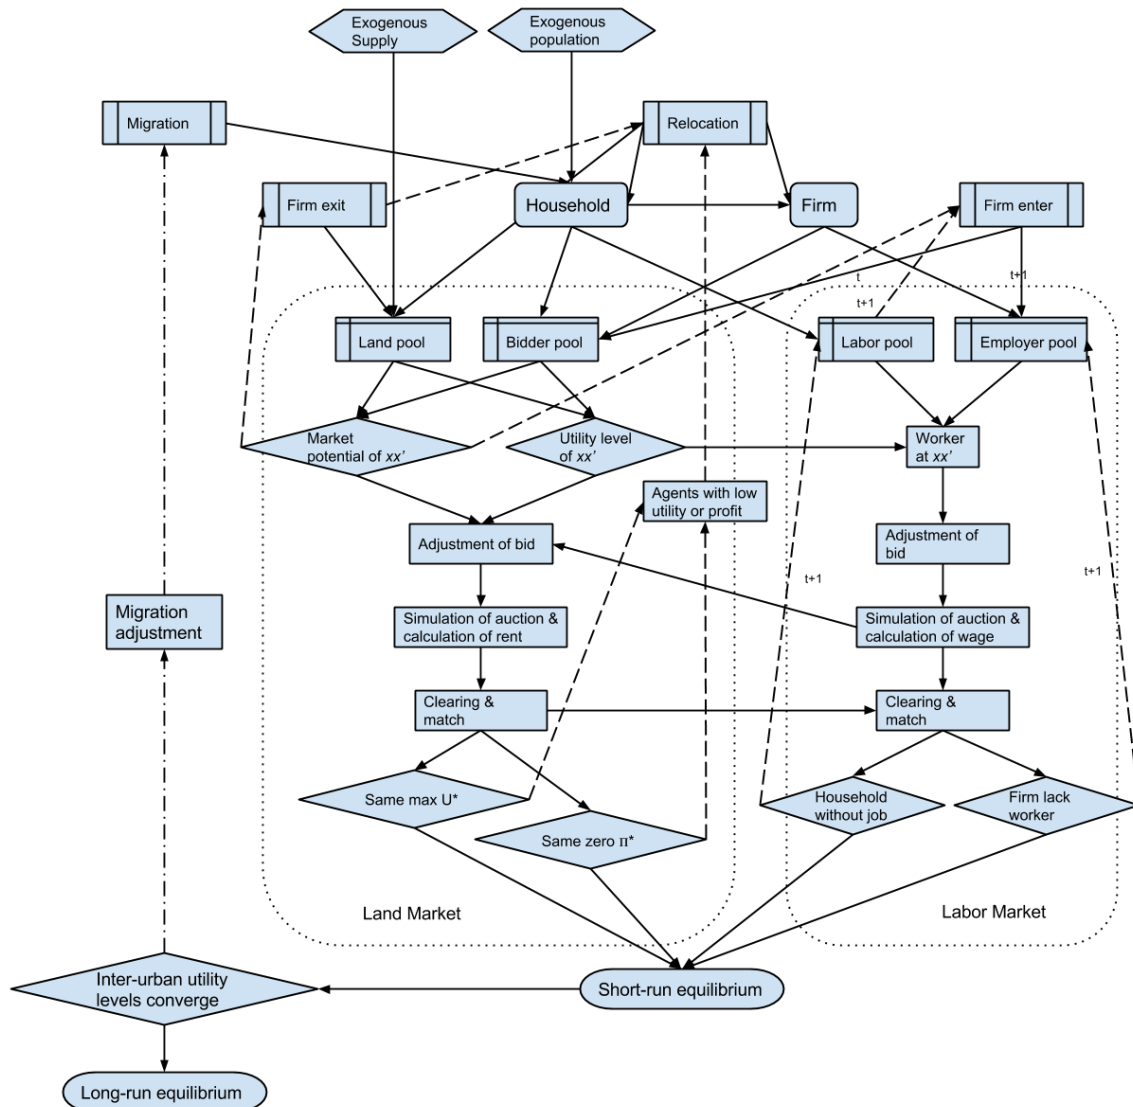 Exogenous
Supply
Exogenous
population
Migration
Relocation
Firm exit
Household
Firm
Firm enter
t
t+1
t+1
Land pool
Bidder pool
Labor pool
Employer pool
Market
potential of xx'
Utility level
of xx'
Worker
at xx'
Agents with low
utility or profit
Adjustment of bid
Adjustment of
bid
t+1
t+1
Migration
adjustment
Simulation of auction &
calculation of rent
Simulation of auction &
calculation of wage
Clearing &
match
Clearing &
match
Same max U*
Household
without job
Firm lack
worker
Same zero π*
Land Market
Labor Market
Inter-urban utility
levels converge
Short-run equilibrium
Long-run equilibrium